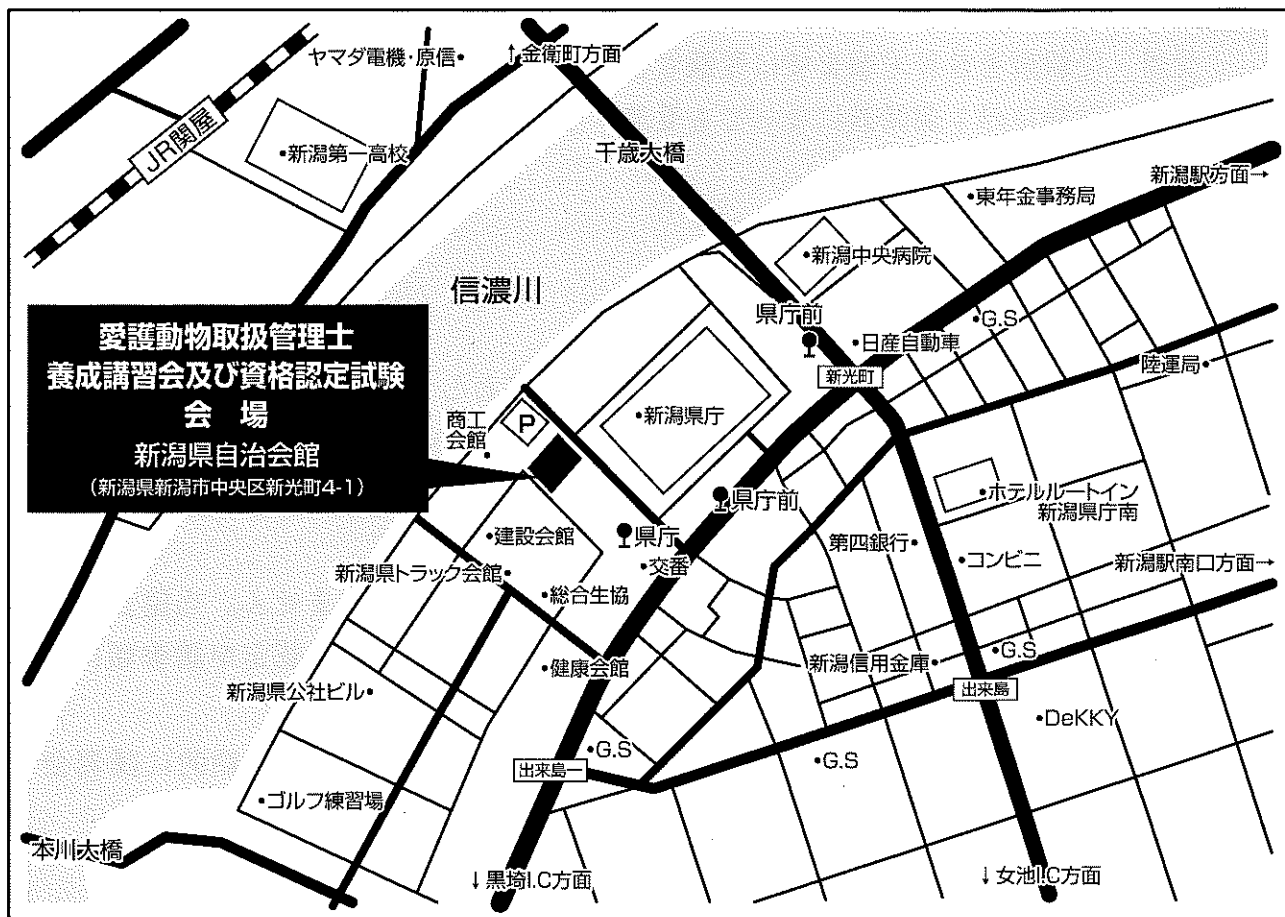 ヤマダ電機・原信
↑金衛町方面
JR関屋
新潟第一高校
千歳大橋
新潟駅方面→
東年金事務局
新潟中央病院
信濃川
県庁前
G.S
日産自動車
新光町
陸運局
愛護動物取扱管理士
養成講習会及び資格認定試験
会 場
新潟県自治会館
(新潟県新潟市中央区新光町4-1)
商工
会館
P
新潟県庁
県庁前
ホテルルートイン
新潟県庁南
建設会館
県庁
第四銀行
コンビニ
新潟駅南口方面→
新潟県トラック会館
交番
総合生協
健康会館
新潟信用金庫
G.S
新潟県公社ビル
出来島
DeKKY
G.S
出来島一
G.S
ゴルフ練習場
本川大橋
↓黒埼I.C方面
↓女池I.C方面